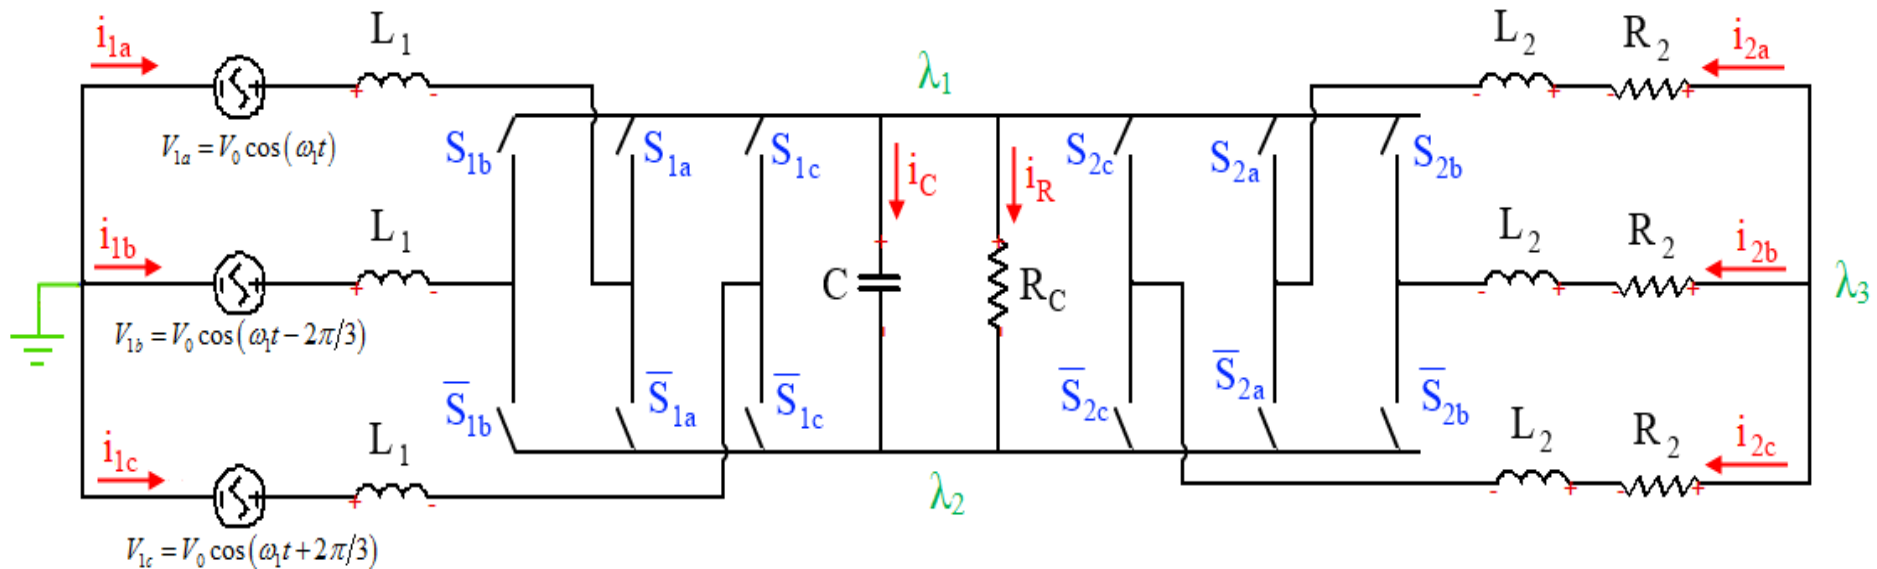 i1a
L1
V1a = V0 cos(ω1t)
i1b
L1
V1b = V0 cos(ω1t − 2π/3)
i1c
L1
V1c = V0 cos(ω1t + 2π/3)
λ1
S1b
S1a
S1c
S̅1b
S̅1a
S̅1c
iC
iR
C
RC
λ2
S2c
S2a
S2b
S̅2c
S̅2a
S̅2b
L2
R2
i2a
L2
R2
i2b
λ3
L2
R2
i2c